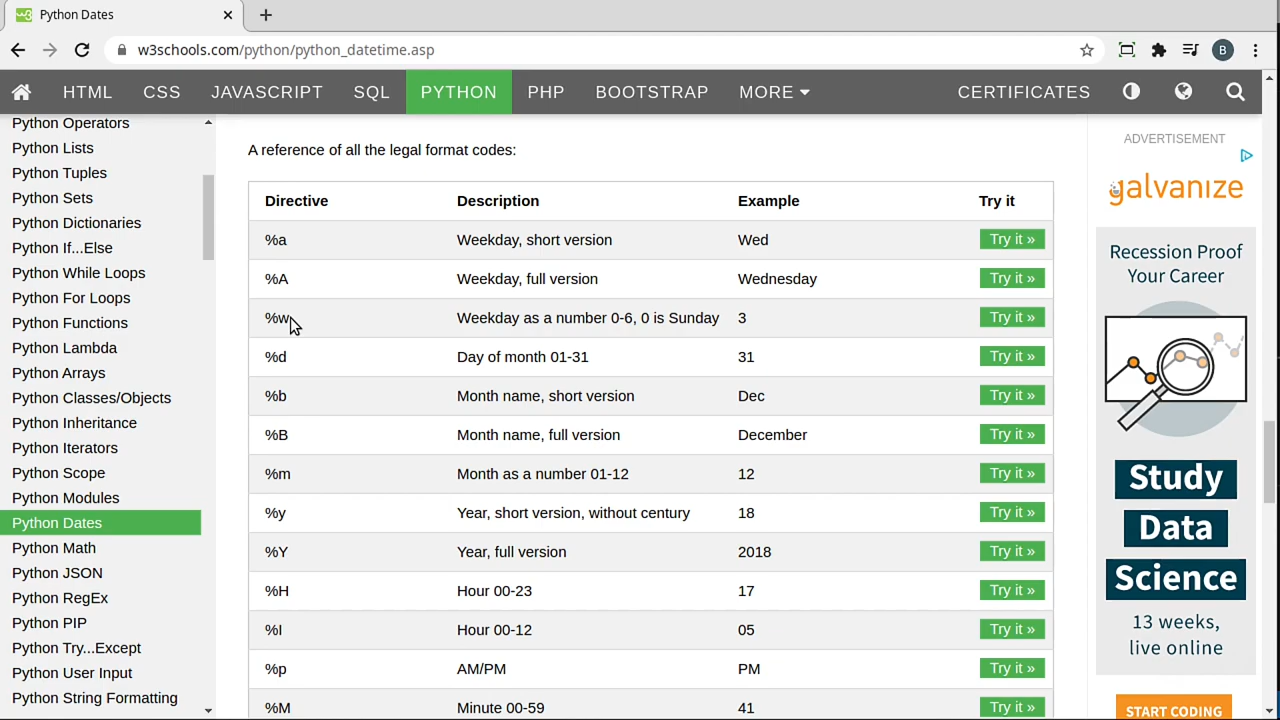 Python Dates
w3schools.com/python/python_datetime.asp
B
HTML CSS JAVASCRIPT SQL PYTHON PHP BOOTSTRAP MORE CERTIFICATES
Python Operators
Python Lists
Python Tuples
Python Sets
Python Dictionaries
Python If...Else
Python While Loops
Python For Loops
Python Functions
Python Lambda
Python Arrays
Python Classes/Objects
Python Inheritance
Python Iterators
Python Scope
Python Modules
Python Dates
Python Math
Python JSON
Python RegEx
Python PIP
Python Try...Except
Python User Input
Python String Formatting
A reference of all the legal format codes:
Directive Description Example Try it
%a Weekday, short version Wed Try it »
%A Weekday, full version Wednesday Try it »
%w Weekday as a number 0-6, 0 is Sunday 3 Try it »
%d Day of month 01-31 31 Try it »
%b Month name, short version Dec Try it »
%B Month name, full version December Try it »
%m Month as a number 01-12 12 Try it »
%y Year, short version, without century 18 Try it »
%Y Year, full version 2018 Try it »
%H Hour 00-23 17 Try it »
%I Hour 00-12 05 Try it »
%p AM/PM PM Try it »
%M Minute 00-59 41 Try it »
ADVERTISEMENT
galvanize
Recession Proof
Your Career
Study
Data
Science
13 weeks,
live online
START CODING